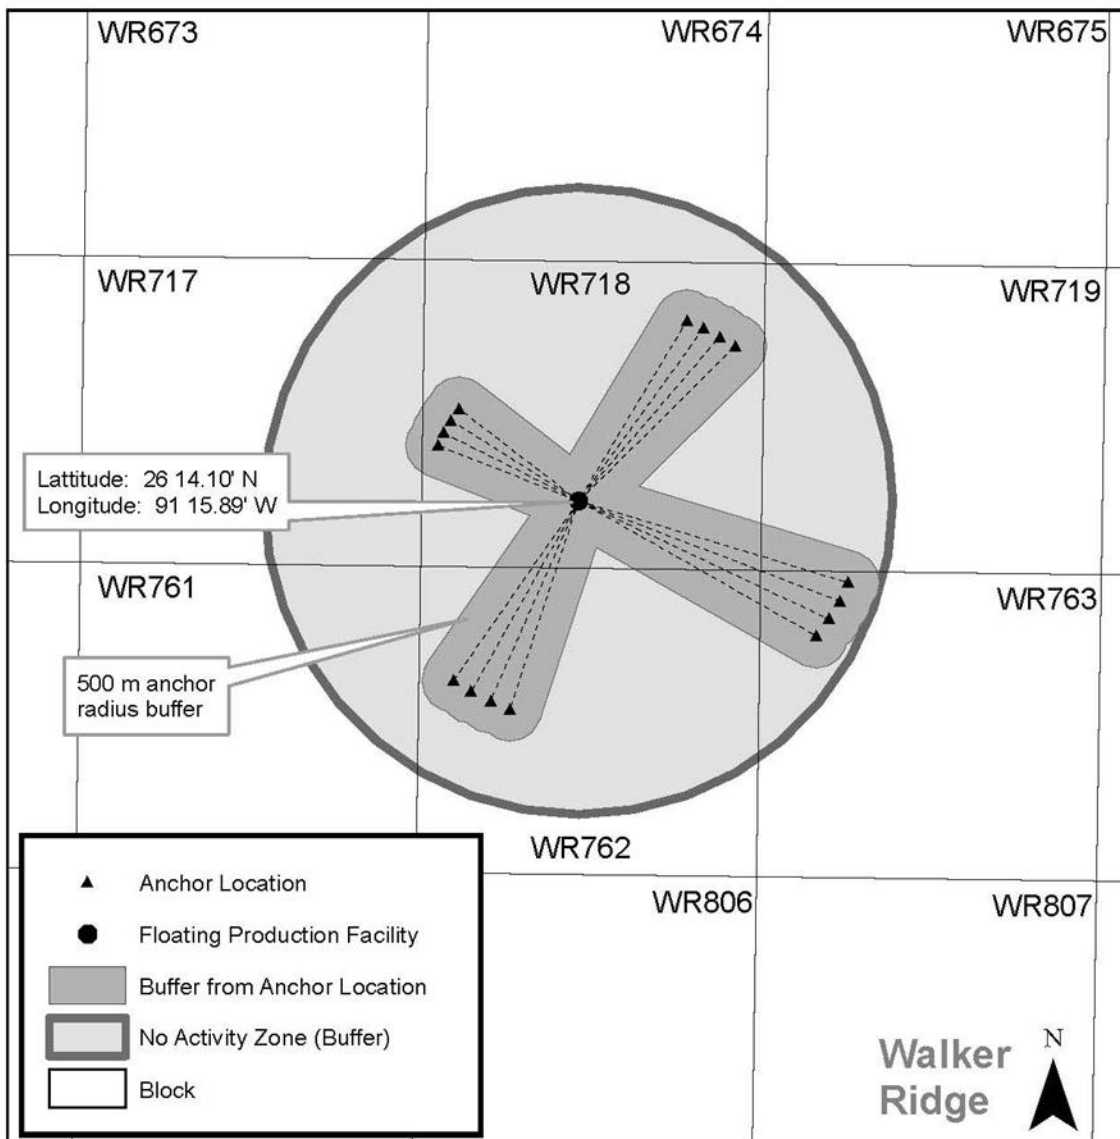 WR673
WR674
WR675
WR717
WR718
WR719
Lattitude: 26 14.10' N
Longitude: 91 15.89' W
WR761
WR763
500 m anchor
radius buffer
WR762
WR806
WR807
Anchor Location
Floating Production Facility
Buffer from Anchor Location
No Activity Zone (Buffer)
Block
Walker
Ridge
N